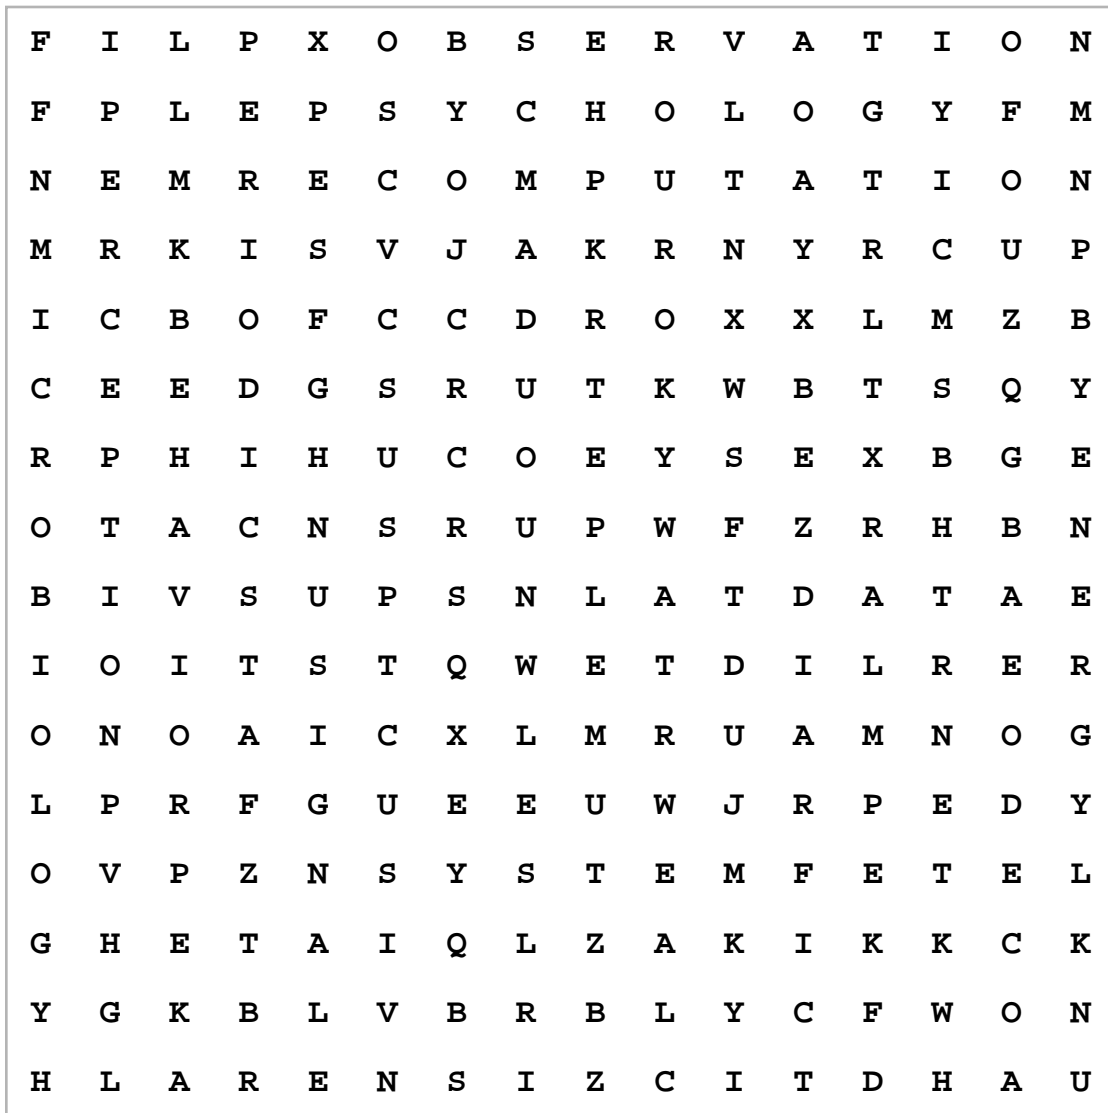 F I L P X O B S E R V A T I O N
F P L E P S Y C H O L O G Y F M
N E M R E C O M P U T A T I O N
M R K I S V J A K R N Y R C U P
I C B O F C C D R O X X L M Z B
C E E D G S R U T K W B T S Q Y
R P H I H U C O E Y S E X B G E
O T A C N S R U P W F Z R H B N
B I V S U P S N L A T D A T A E
I O I T S T Q W E T D I L R E R
O N O A I C X L M R U A M N O G
L P R F G U E E U W J R P E D Y
O V P Z N S Y S T E M F E T E L
G H E T A I Q L Z A K I K K C K
Y G K B L V B R B L Y C F W O N
H L A R E N S I Z C I T D H A U